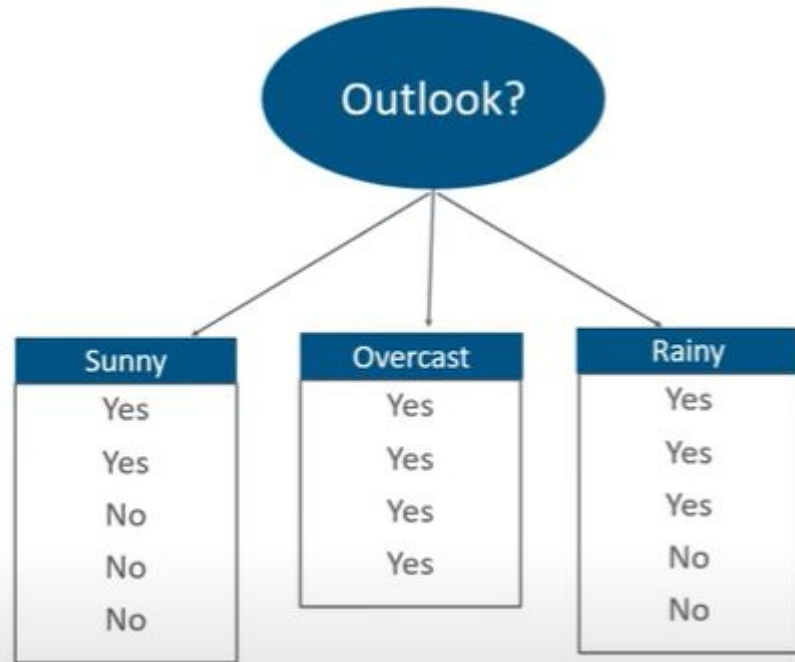 Outlook?
Sunny
Yes
Yes
No
No
No
Overcast
Yes
Yes
Yes
Yes
Rainy
Yes
Yes
Yes
No
No